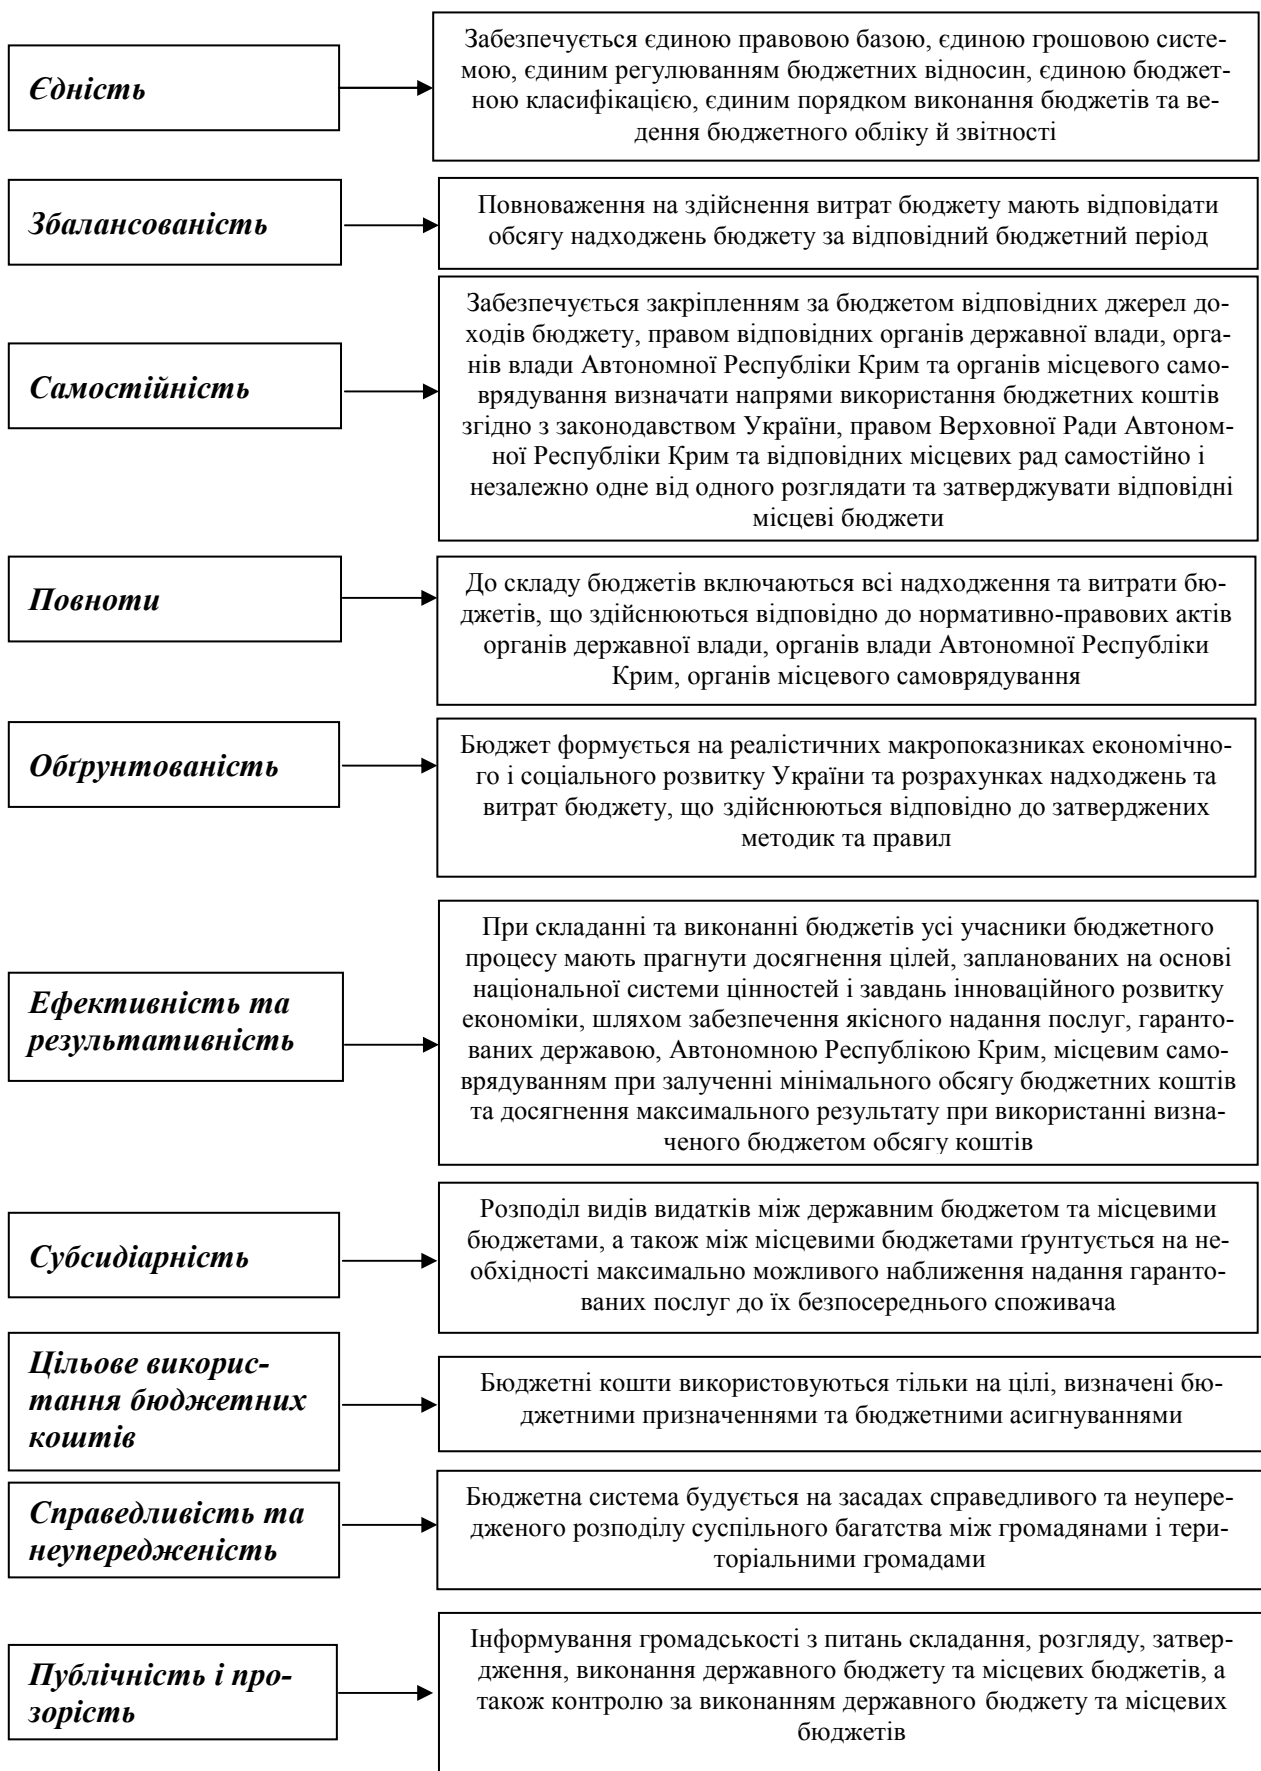 Єдність
Забезпечується єдиною правовою базою, єдиною грошовою систе-
мою, єдиним регулюванням бюджетних відносин, єдиною бюджет-
ною класифікацією, єдиним порядком виконання бюджетів та ве-
дення бюджетного обліку й звітності
Збалансованість
Повноваження на здійснення витрат бюджету мають відповідати
обсягу надходжень бюджету за відповідний бюджетний період
Самостійність
Забезпечується закріпленням за бюджетом відповідних джерел до-
ходів бюджету, правом відповідних органів державної влади, орга-
нів влади Автономної Республіки Крим та органів місцевого само-
врядування визначати напрями використання бюджетних коштів
згідно з законодавством України, правом Верховної Ради Автоном-
ної Республіки Крим та відповідних місцевих рад самостійно і
незалежно одне від одного розглядати та затверджувати відповідні
місцеві бюджети
Повноти
До складу бюджетів включаються всі надходження та витрати бю-
джетів, що здійснюються відповідно до нормативно-правових актів
органів державної влади, органів влади Автономної Республіки
Крим, органів місцевого самоврядування
Обґрунтованість
Бюджет формується на реалістичних макропоказниках економічно-
го і соціального розвитку України та розрахунках надходжень та
витрат бюджету, що здійснюються відповідно до затверджених
методик та правил
Ефективність та
результативність
При складанні та виконанні бюджетів усі учасники бюджетного
процесу мають прагнути досягнення цілей, запланованих на основі
національної системи цінностей і завдань інноваційного розвитку
економіки, шляхом забезпечення якісного надання послуг, гаранто-
ваних державою, Автономною Республікою Крим, місцевим само-
врядуванням при залученні мінімального обсягу бюджетних коштів
та досягнення максимального результату при використанні визна-
ченого бюджетом обсягу коштів
Субсидіарність
Розподіл видів видатків між державним бюджетом та місцевими
бюджетами, а також між місцевими бюджетами ґрунтується на не-
обхідності максимально можливого наближення надання гаранто-
ваних послуг до їх безпосереднього споживача
Цільове викорис-
тання бюджетних
коштів
Бюджетні кошти використовуються тільки на цілі, визначені бю-
джетними призначеннями та бюджетними асигнуваннями
Справедливість та
неупередженість
Бюджетна система будується на засадах справедливого та неупере-
дженого розподілу суспільного багатства між громадянами і тери-
торіальними громадами
Публічність і про-
зорість
Інформування громадськості з питань складання, розгляду, затвер-
дження, виконання державного бюджету та місцевих бюджетів, а
також контролю за виконанням державного бюджету та місцевих
бюджетів